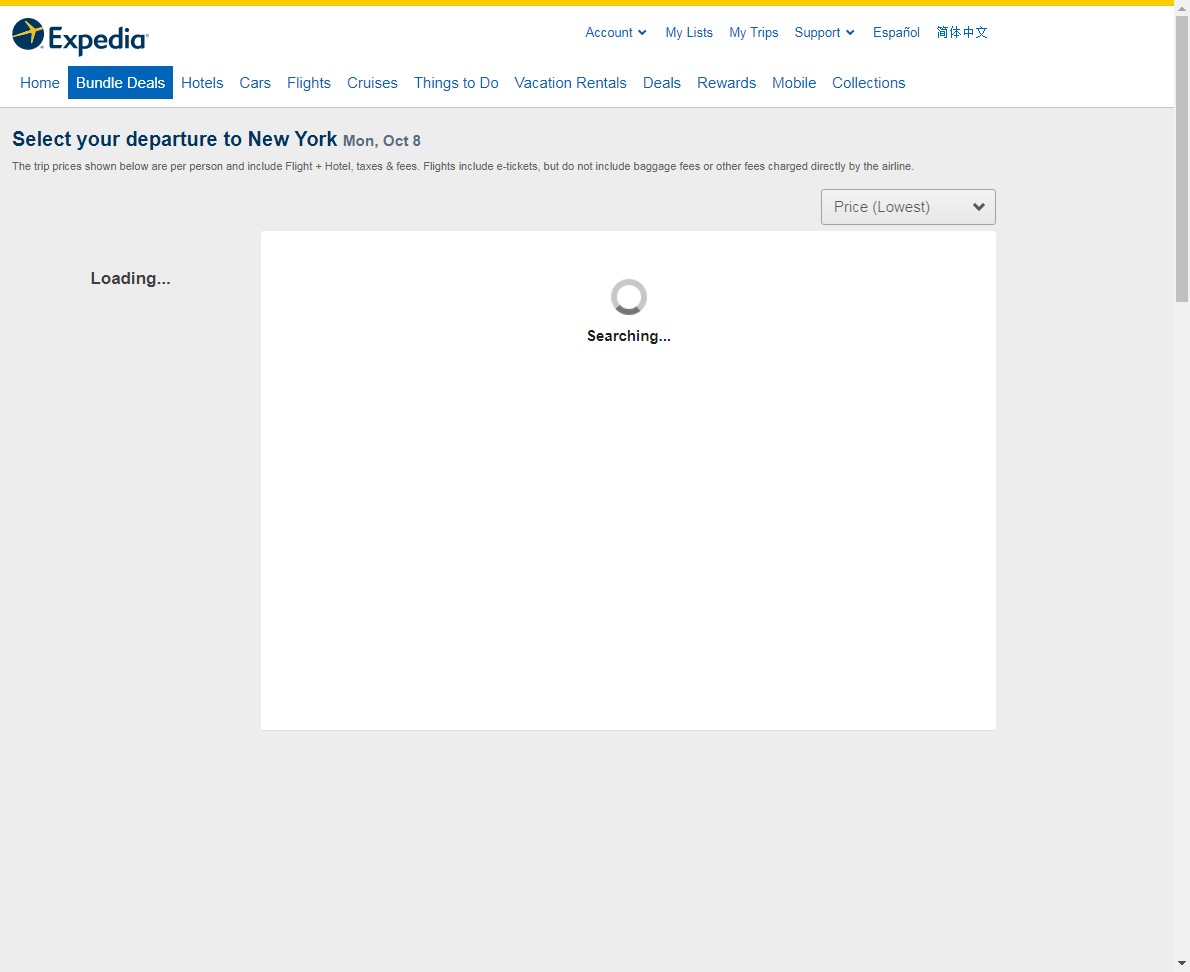 Expedia
Account My Lists My Trips Support Español 简体中文
Home Bundle Deals Hotels Cars Flights Cruises Things to Do Vacation Rentals Deals Rewards Mobile Collections
Select your departure to New York Mon, Oct 8
The trip prices shown below are per person and include Flight + Hotel, taxes & fees. Flights include e-tickets, but do not include baggage fees or other fees charged directly by the airline.
Price (Lowest)
Loading...
Searching...